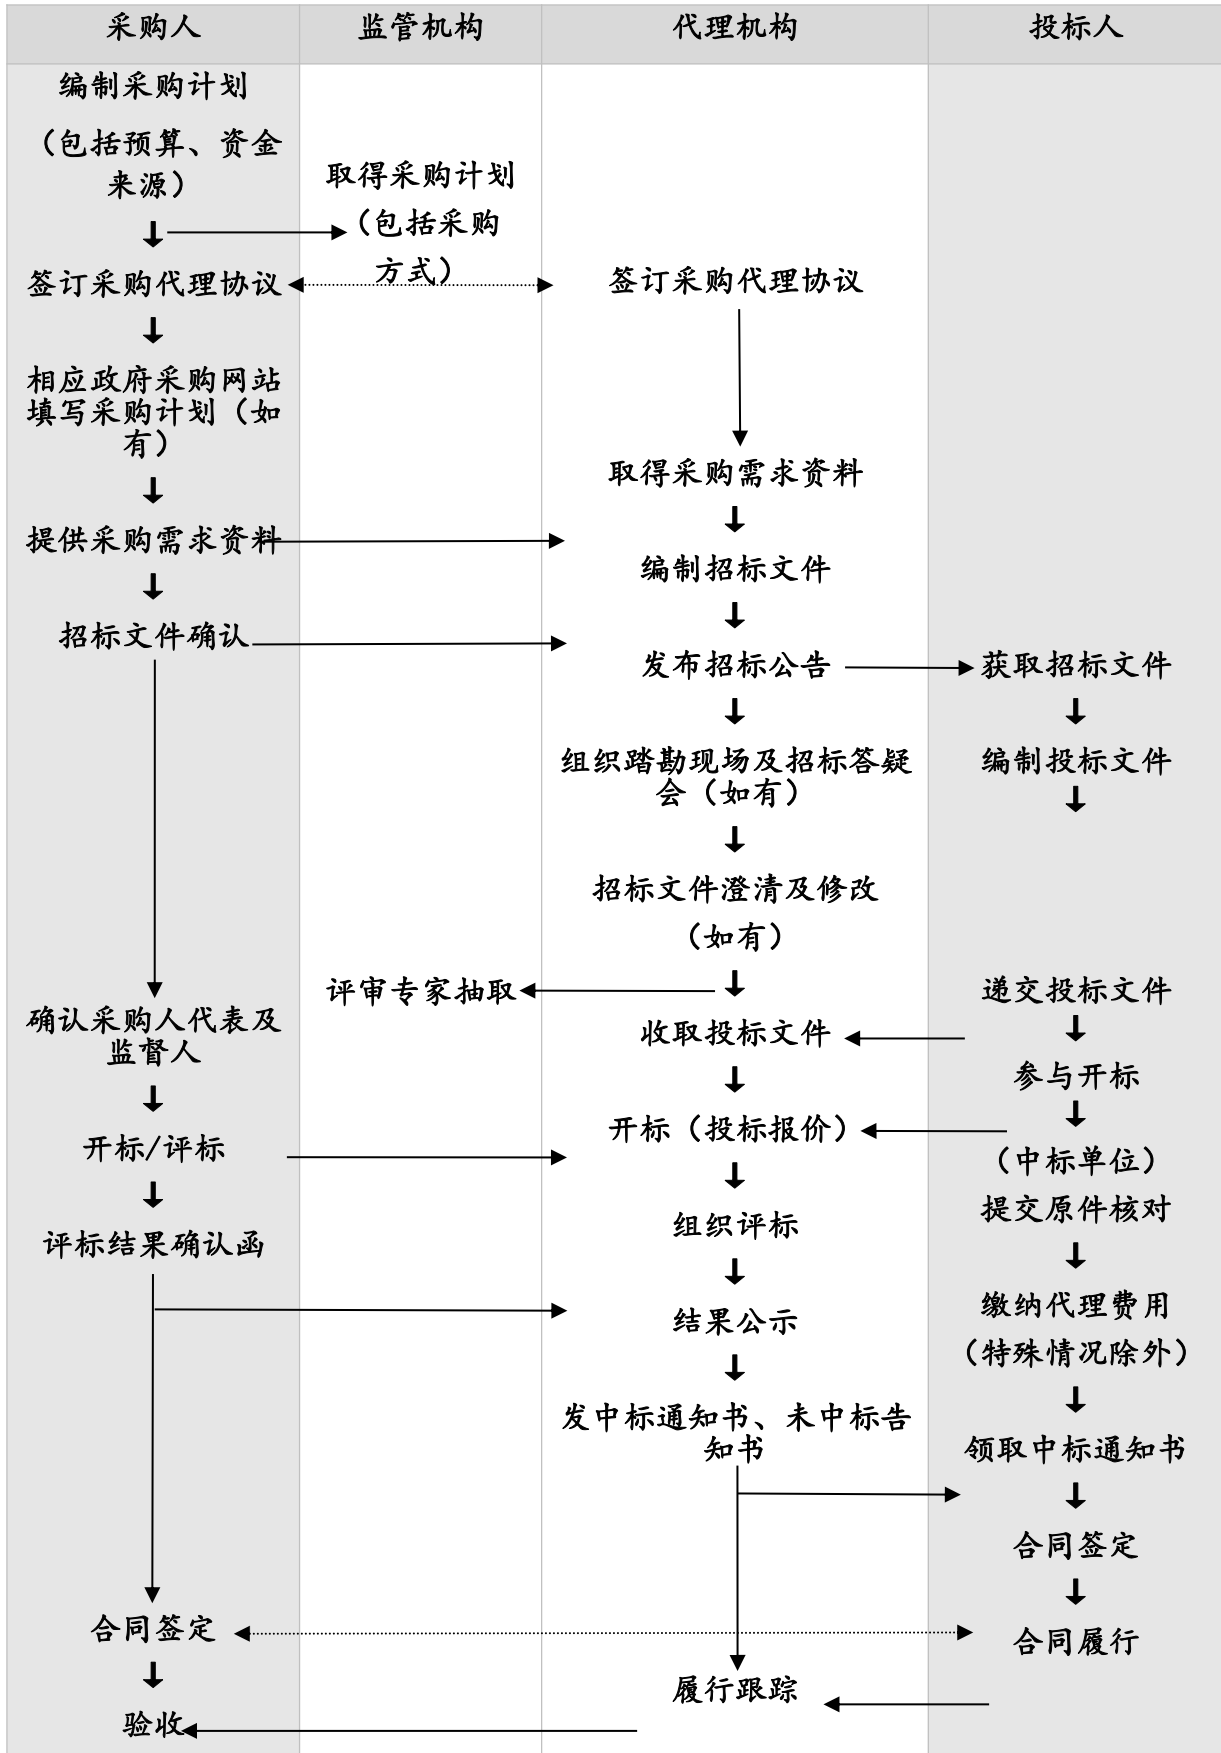 采购人
监管机构
代理机构
投标人
编制采购计划
（包括预算、资金
来源）
签订采购代理协议
相应政府采购网站
填写采购计划（如
有）
提供采购需求资料
招标文件确认
确认采购人代表及
监督人
开标/评标
评标结果确认函
合同签定
验收
取得采购计划
（包括采购
方式）
评审专家抽取
签订采购代理协议
取得采购需求资料
编制招标文件
发布招标公告
组织踏勘现场及招标答疑
会（如有）
招标文件澄清及修改
（如有）
收取投标文件
开标（投标报价）
组织评标
结果公示
发中标通知书、未中标告
知书
履行跟踪
获取招标文件
编制投标文件
递交投标文件
参与开标
（中标单位）
提交原件核对
缴纳代理费用
（特殊情况除外）
领取中标通知书
合同签定
合同履行